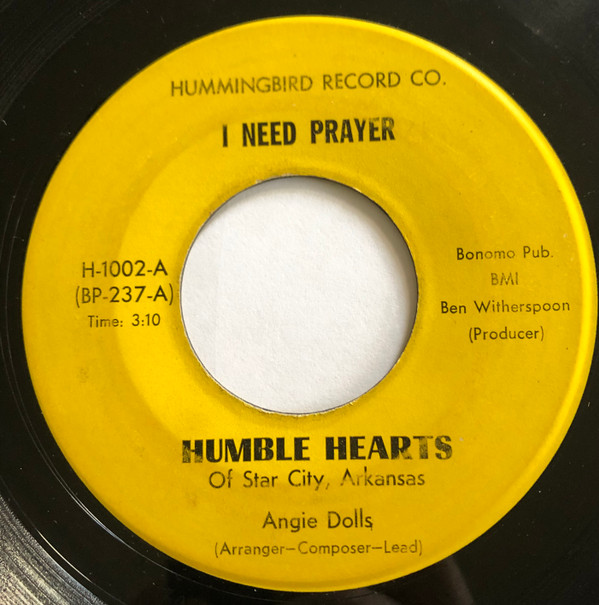 HUMMINGBIRD RECORD CO.
I NEED PRAYER
H-1002-A
(BP-237-A)
Time: 3:10
Bonomo Pub.
BMI
Ben Witherspoon
(Producer)
HUMBLE HEARTS
Of Star City, Arkansas
Angie Dolls
(Arranger—Composer—Lead)